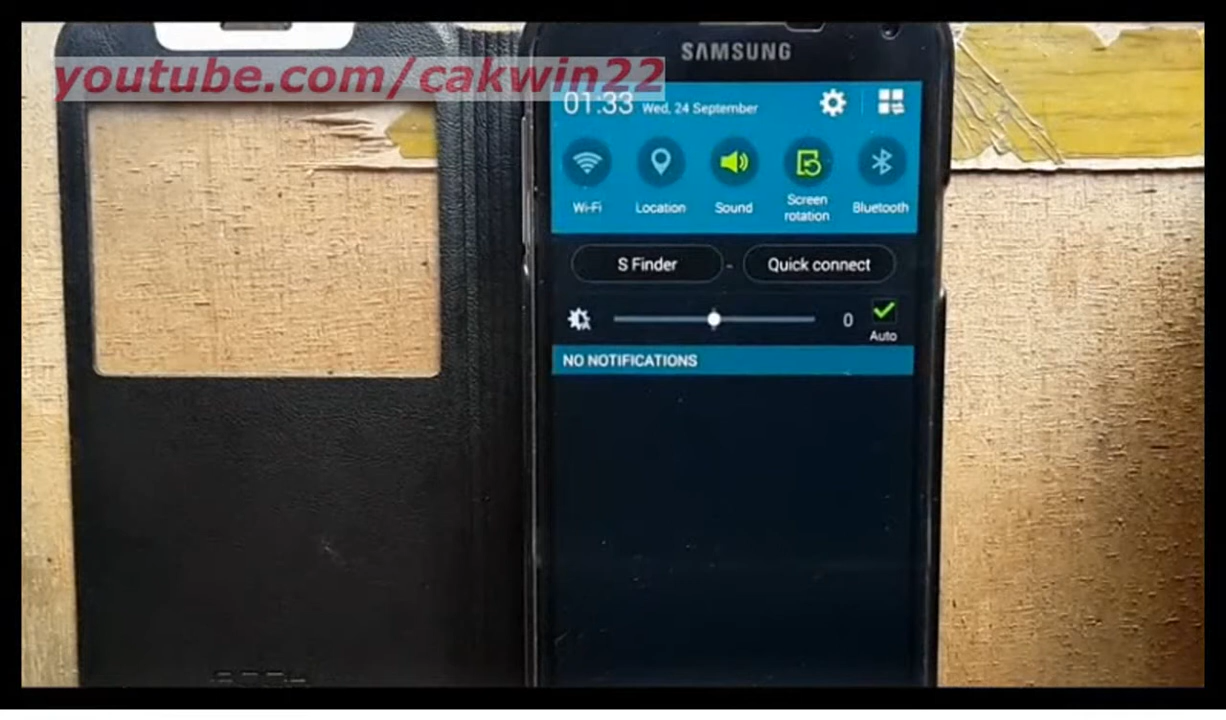 SAMSUNG
youtube.com/cakwin22
01:33 Wed, 24 September
Wi-Fi Location Sound Screen rotation Bluetooth
S Finder Quick connect
0
Auto
NO NOTIFICATIONS